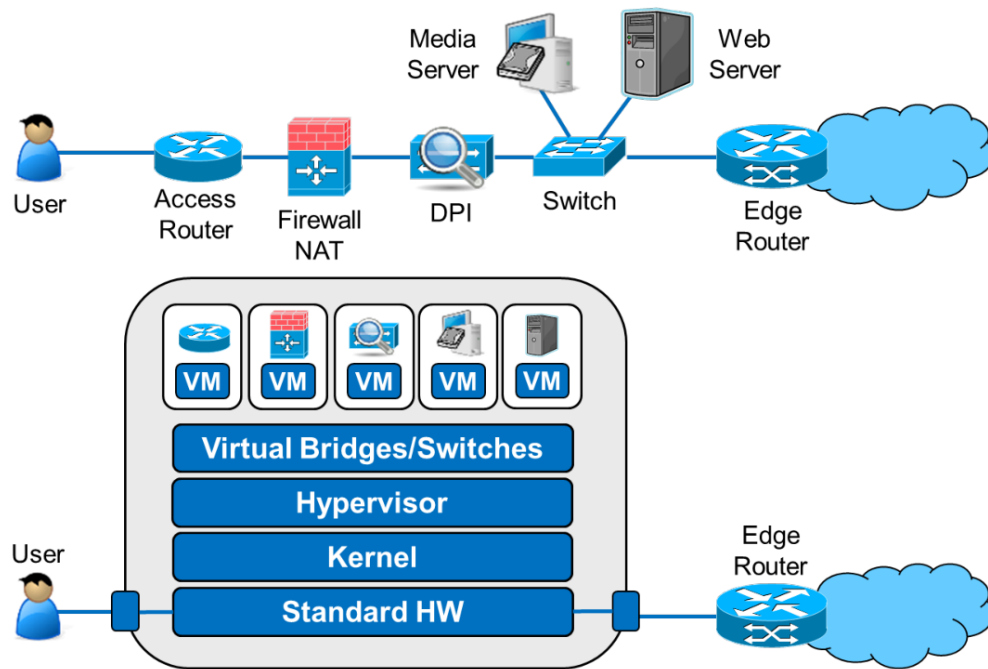 Media
Server
Web
Server
User
Access
Router
Firewall
NAT
DPI
Switch
Edge
Router
VM
VM
VM
VM
VM
Virtual Bridges/Switches
Hypervisor
Kernel
Standard HW
User
Edge
Router